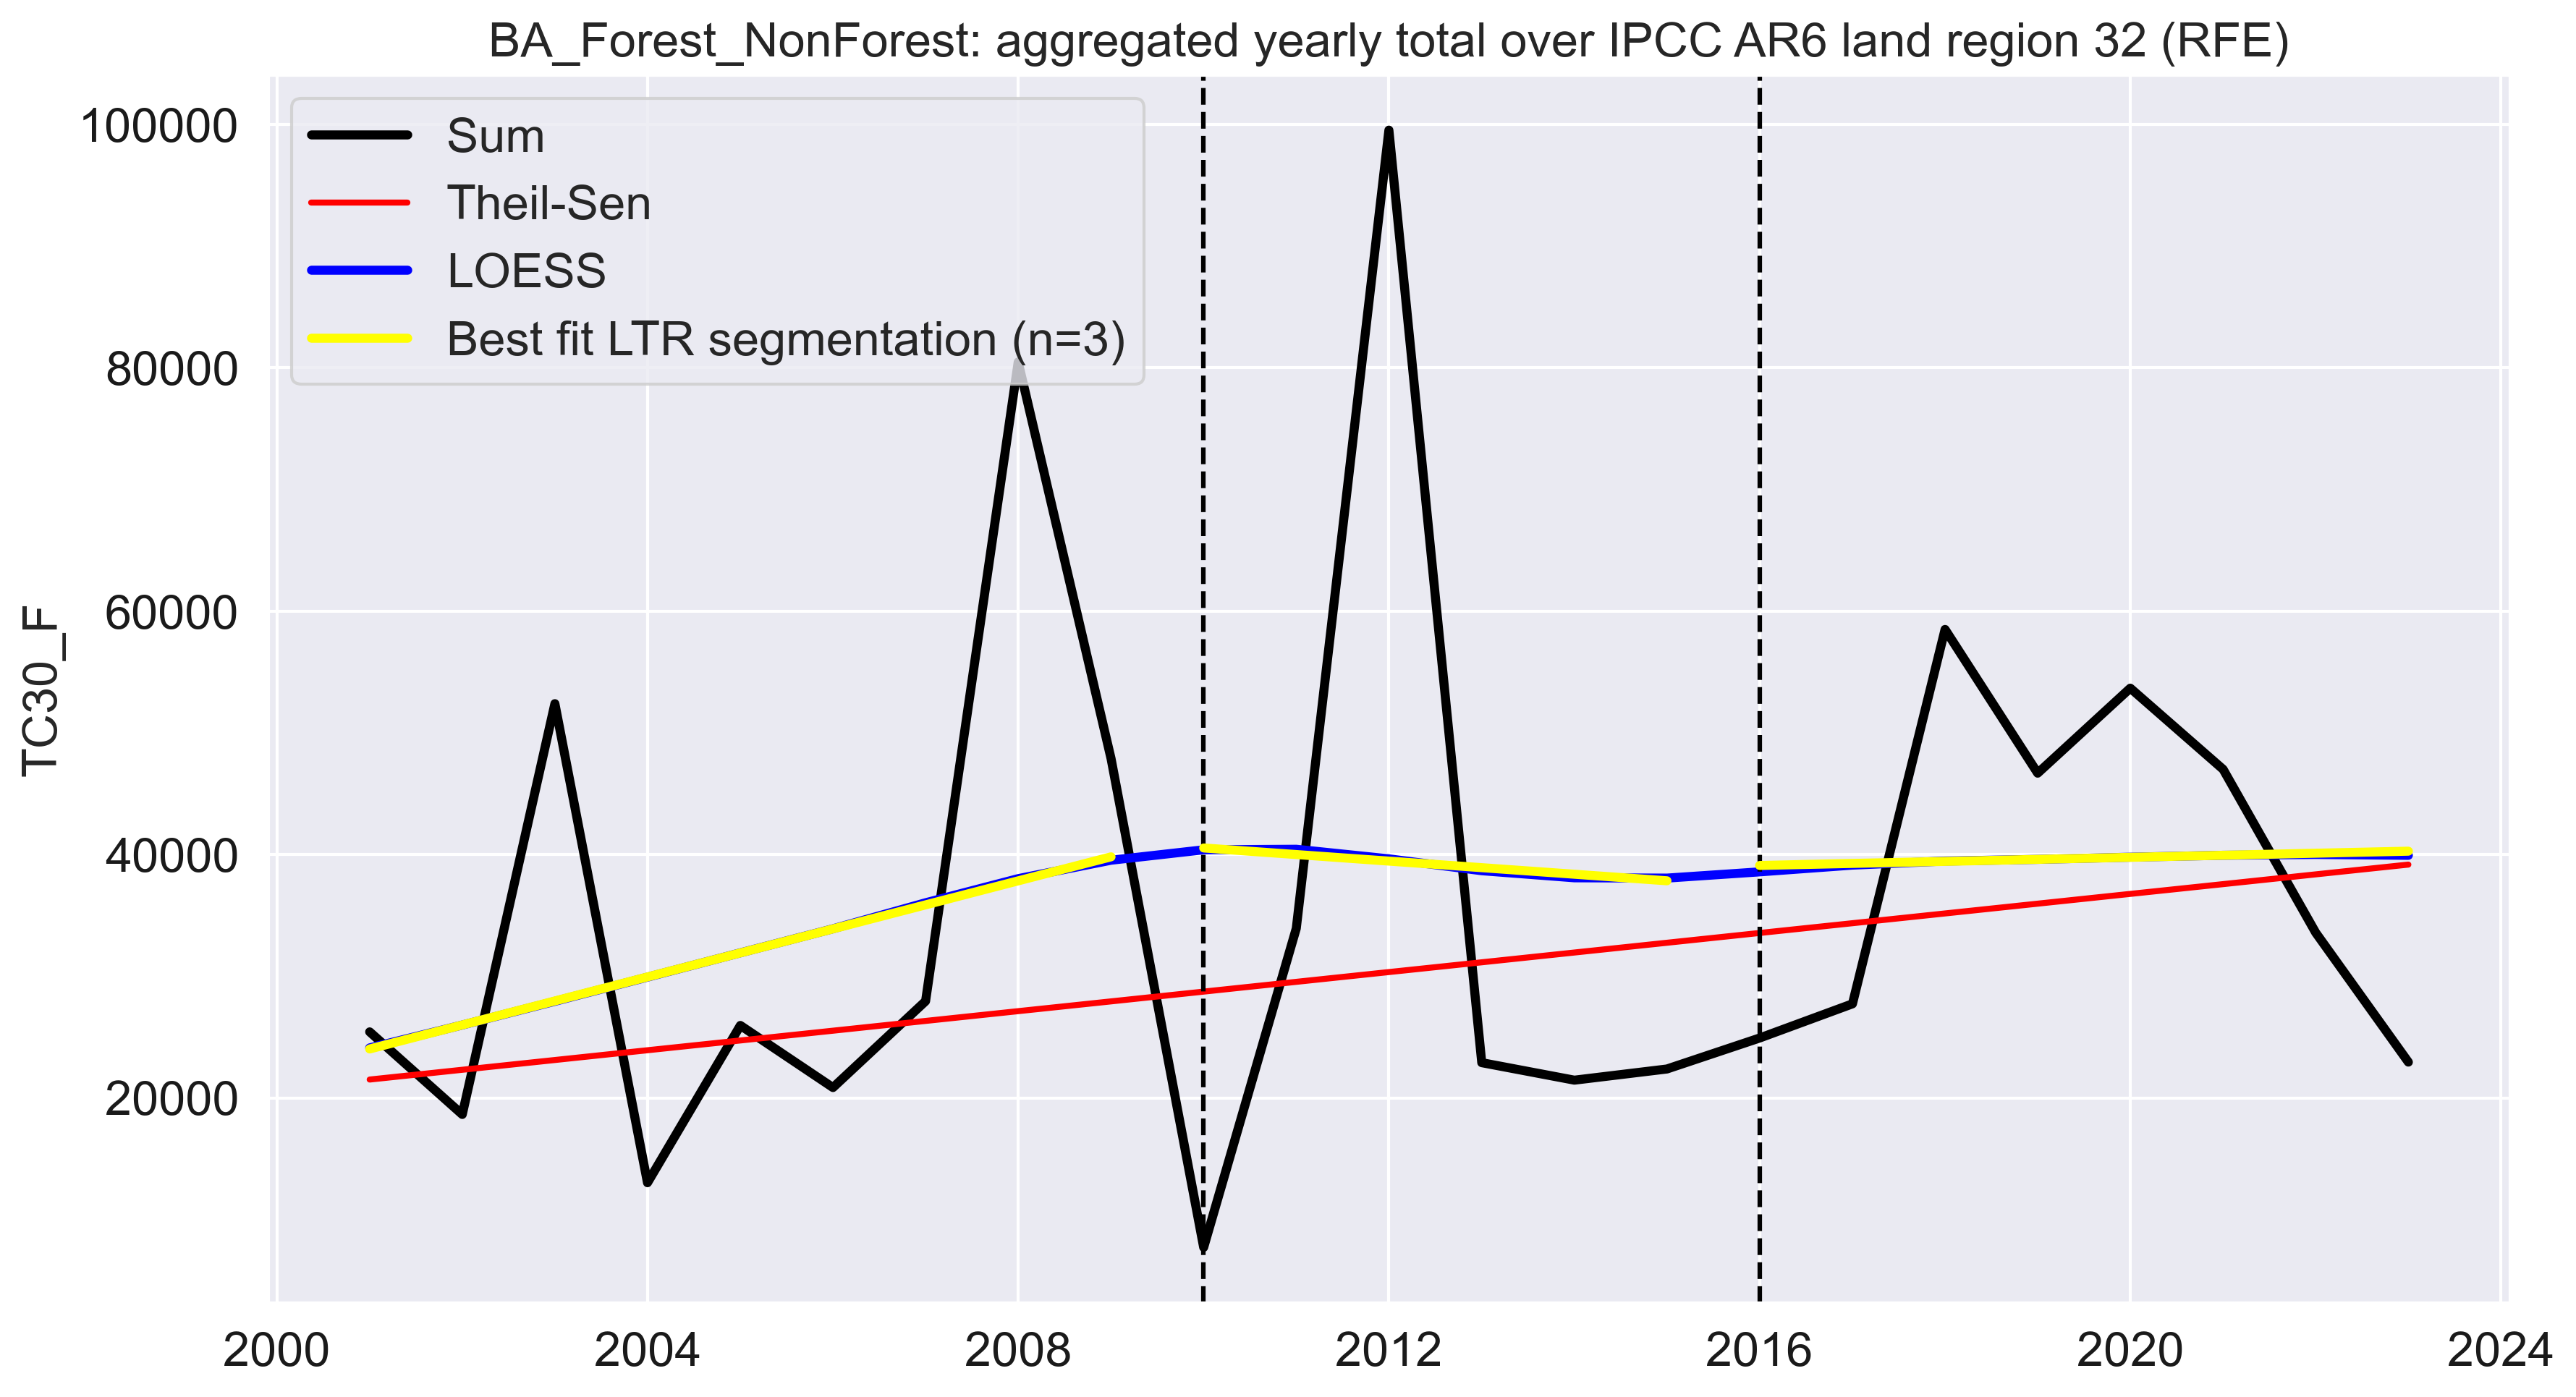 BA_Forest_NonForest: aggregated yearly total over IPCC AR6 land region 32 (RFE)
100000
80000
60000
40000
20000
TC30_F
Sum
Theil-Sen
LOESS
Best fit LTR segmentation (n=3)
2000 2004 2008 2012 2016 2020 2024